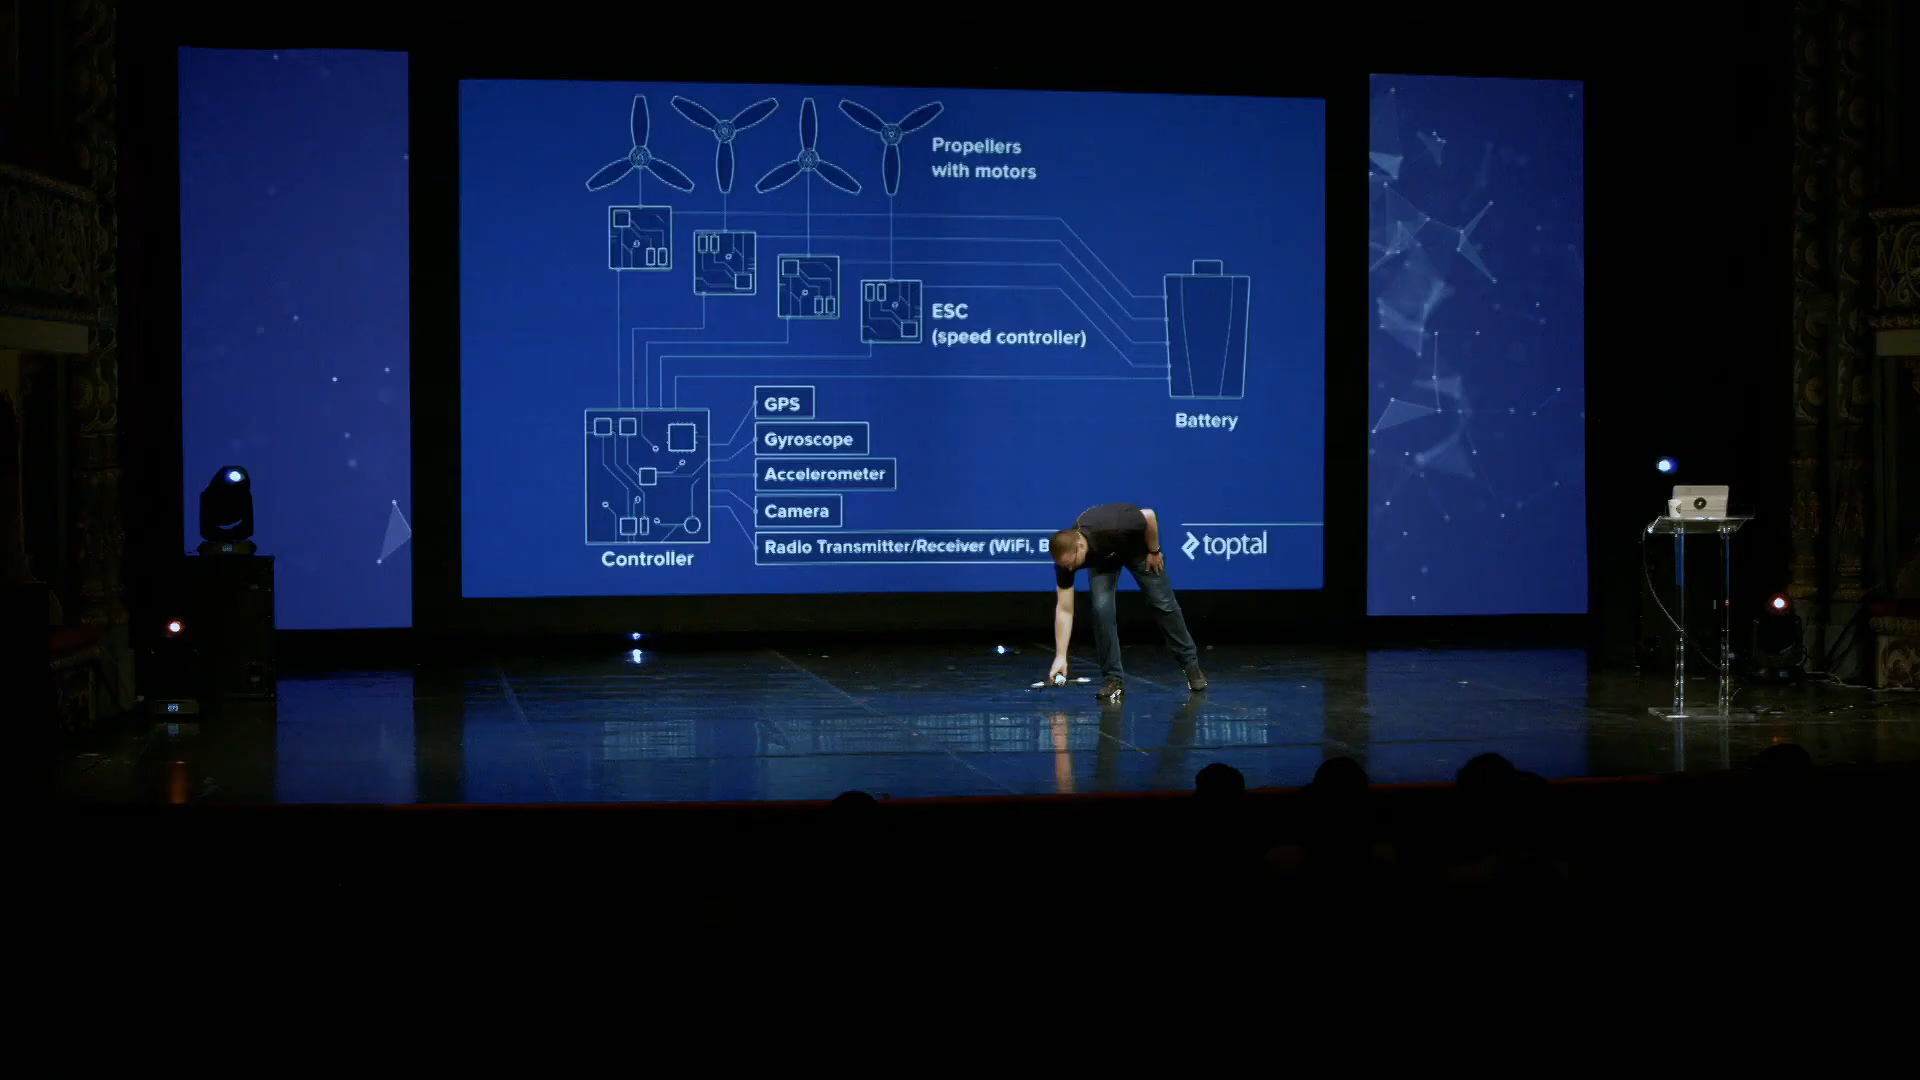 Propellers
with motors
ESC
(speed controller)
Battery
GPS
Gyroscope
Accelerometer
Camera
Radio Transmitter/Receiver (WiFi, B
Controller
toptal